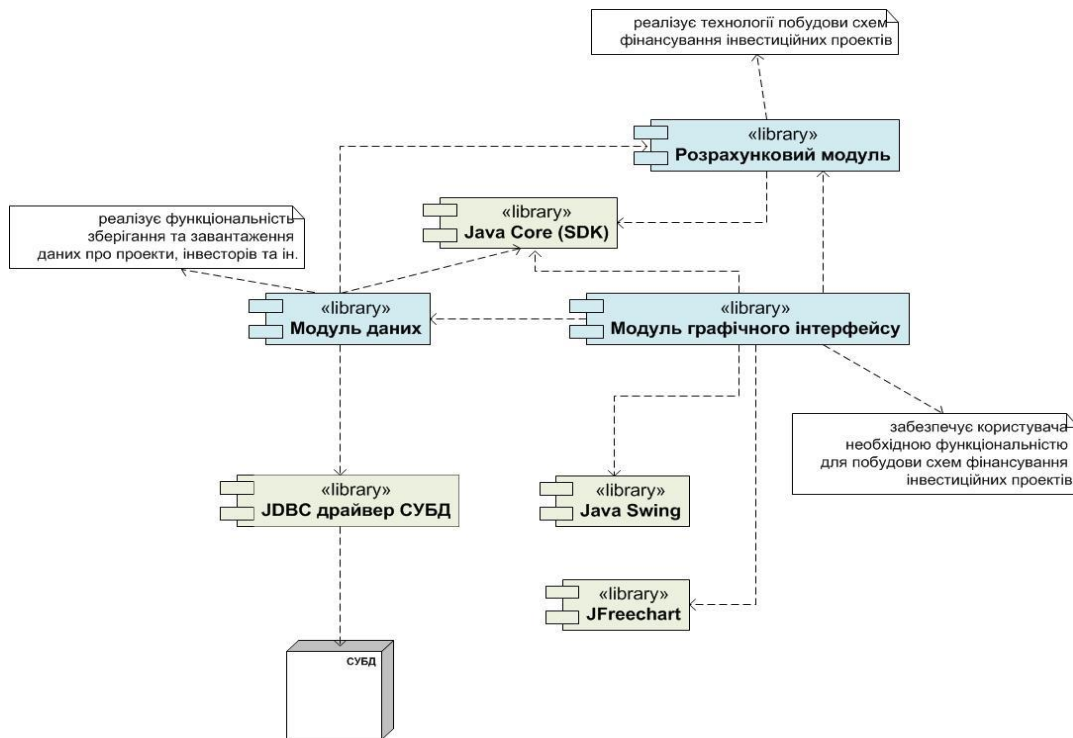 реалізує технології побудови схем
фінансування інвестиційних проектів
«library»
Розрахунковий модуль
«library»
Java Core (SDK)
реалізує функціональність
зберігання та завантаження
даних про проекти, інвесторів та ін.
«library»
Модуль даних
«library»
Модуль графічного інтерфейсу
забезпечує користувача
необхідною функціональністю
для побудови схем фінансування
інвестиційних проектів
«library»
JDBC драйвер СУБД
«library»
Java Swing
«library»
JFreechart
СУБД